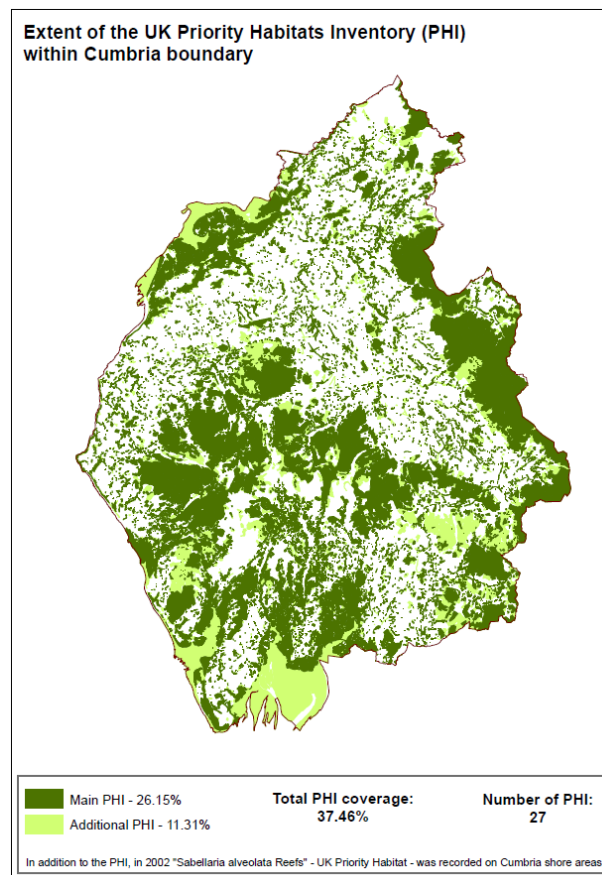 Extent of the UK Priority Habitats Inventory (PHI)
within Cumbria boundary
Main PHI - 26.15%
Additional PHI - 11.31%
Total PHI coverage:
37.46%
Number of PHI:
27
In addition to the PHI, in 2002 "Sabellaria alveolata Reefs" - UK Priority Habitat - was recorded on Cumbria shore areas